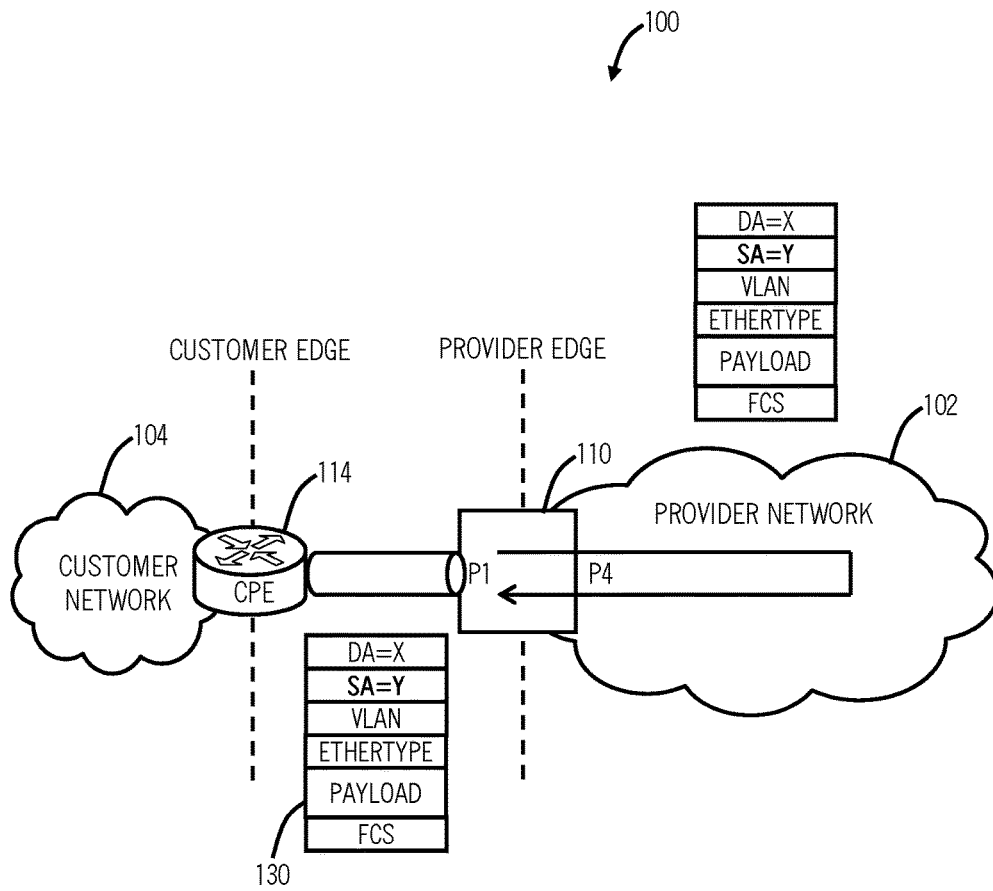 100
DA=X
SA=Y
VLAN
ETHERTYPE
PAYLOAD
FCS
CUSTOMER EDGE
PROVIDER EDGE
102
104
114
110
PROVIDER NETWORK
CUSTOMER
NETWORK
CPE
P1
P4
DA=X
SA=Y
VLAN
ETHERTYPE
PAYLOAD
FCS
130